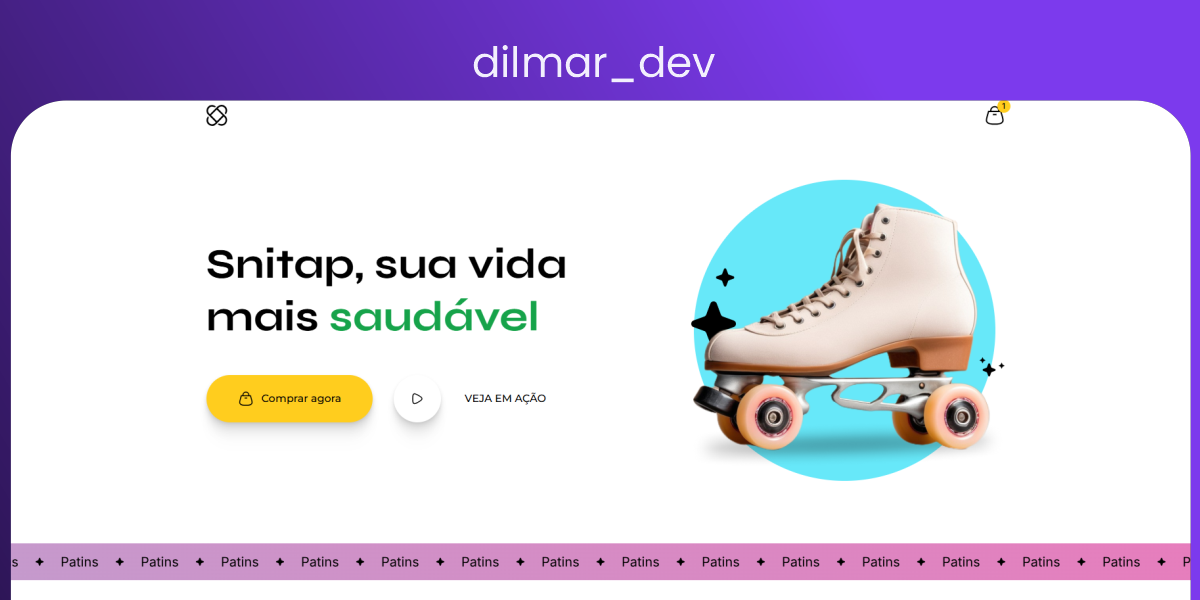 dilmar_dev
1
Snitap, sua vida
mais saudável
Comprar agora
VEJA EM AÇÃO
s ✦ Patins ✦ Patins ✦ Patins ✦ Patins ✦ Patins ✦ Patins ✦ Patins ✦ Patins ✦ Patins ✦ Patins ✦ Patins ✦ Patins ✦ Patins ✦ Patins ✦ P